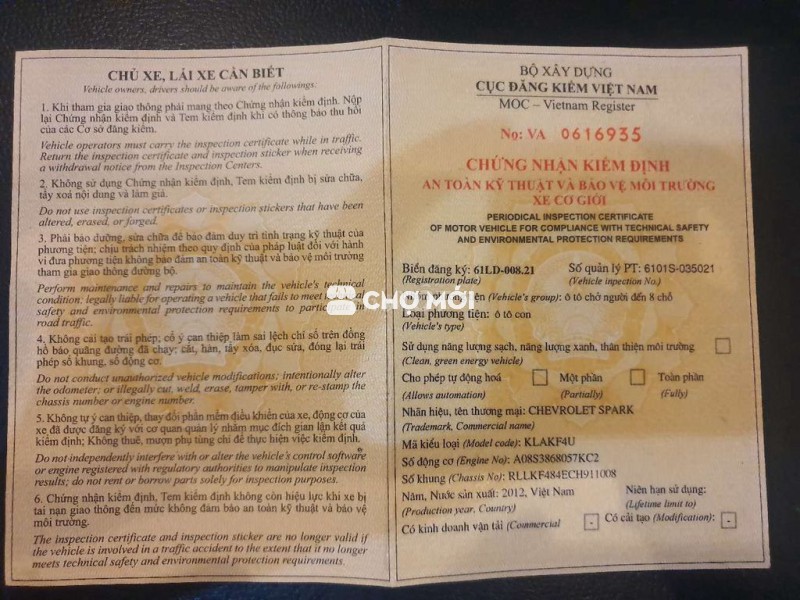 CHỦ XE, LÁI XE CẦN BIẾT
Vehicle owners, drivers should be aware of the followings:
1. Khi tham gia giao thông phải mang theo Chứng nhận kiểm định. Nộp
lại Chứng nhận kiểm định và Tem kiểm định khi có thông báo thu hồi
của các Cơ sở đăng kiểm.
Vehicle operators must carry the inspection certificate while in traffic.
Return the inspection certificate and inspection sticker when receiving
a withdrawal notice from the Inspection Centers.
2. Không sử dụng Chứng nhận kiểm định, Tem kiểm định bị sửa chữa,
tẩy xoá nội dung và làm giả.
Do not use inspection certificates or inspection stickers that have been
altered, erased, or forged.
3. Phải bảo dưỡng, sửa chữa để bảo đảm duy trì tình trạng kỹ thuật của
phương tiện; chịu trách nhiệm theo quy định của pháp luật đối với hành
vi đưa phương tiện không bảo đảm an toàn kỹ thuật và bảo vệ môi trường
tham gia giao thông đường bộ.
Perform maintenance and repairs to maintain the vehicle's technical
condition; legally liable for operating a vehicle that fails to meet
safety and environmental protection requirements to participate in
road traffic.
4. Không cải tạo trái phép; cố ý can thiệp làm sai lệch chỉ số trên đồng
hồ báo quãng đường đã chạy; cắt, hàn, tẩy xóa, đục sửa, đóng lại trái
phép số khung, số động cơ.
Do not conduct unauthorized vehicle modifications; intentionally alter
the odometer; or illegally cut, weld, erase, tamper with, or re-stamp the
chassis number or engine number.
5. Không tự ý can thiệp, thay đổi phần mềm điều khiển của xe, động cơ của
xe đã được đăng ký với cơ quan quản lý nhằm mục đích gian lận kết quả
kiểm định; Không thuê, mượn phụ tùng chỉ để thực hiện việc kiểm định.
Do not independently interfere with or alter the vehicle's control software
or engine registered with regulatory authorities to manipulate inspection
results; do not rent or borrow parts solely for inspection purposes.
6. Chứng nhận kiểm định, Tem kiểm định không còn hiệu lực khi xe bị
tai nạn giao thông đến mức không đảm bảo an toàn kỹ thuật và bảo vệ
môi trường.
The inspection certificate and inspection sticker are no longer valid if
the vehicle is involved in a traffic accident to the extent that it no longer
meets technical safety and environmental protection requirements.
BỘ XÂY DỰNG
CỤC ĐĂNG KIỂM VIỆT NAM
MOC – Vietnam Register
No: VA 0616935
CHỨNG NHẬN KIỂM ĐỊNH
AN TOÀN KỸ THUẬT VÀ BẢO VỆ MÔI TRƯỜNG
XE CƠ GIỚI
PERIODICAL INSPECTION CERTIFICATE
OF MOTOR VEHICLE FOR COMPLIANCE WITH TECHNICAL SAFETY
AND ENVIRONMENTAL PROTECTION REQUIREMENTS
Biển đăng ký: 61LD-008.21 Số quản lý PT: 6101S-035021
(Registration plate) (Vehicle inpection No.)
(Vehicle's group): ô tô chở người đến 8 chỗ
CHỢ MỚI
Loại phương tiện: ô tô con
(Vehicle's type)
Sử dụng năng lượng sạch, năng lượng xanh, thân thiện môi trường
(Clean, green energy vehicle)
Cho phép tự động hoá Một phần Toàn phần
(Allows automation) (Partially) (Fully)
Nhãn hiệu, tên thương mại: CHEVROLET SPARK
(Trademark, Commercial name)
Mã kiểu loại (Model code): KLAKF4U
Số động cơ (Engine No): A08S3868057KC2
Số khung (Chassis No): RLLKF484ECH911008
Năm, Nước sản xuất: 2012, Việt Nam Niên hạn sử dụng:
(Production year, Country) (Lifetime limit to)
Có kinh doanh vận tải (Commercial - Có cải tạo (Modification): -